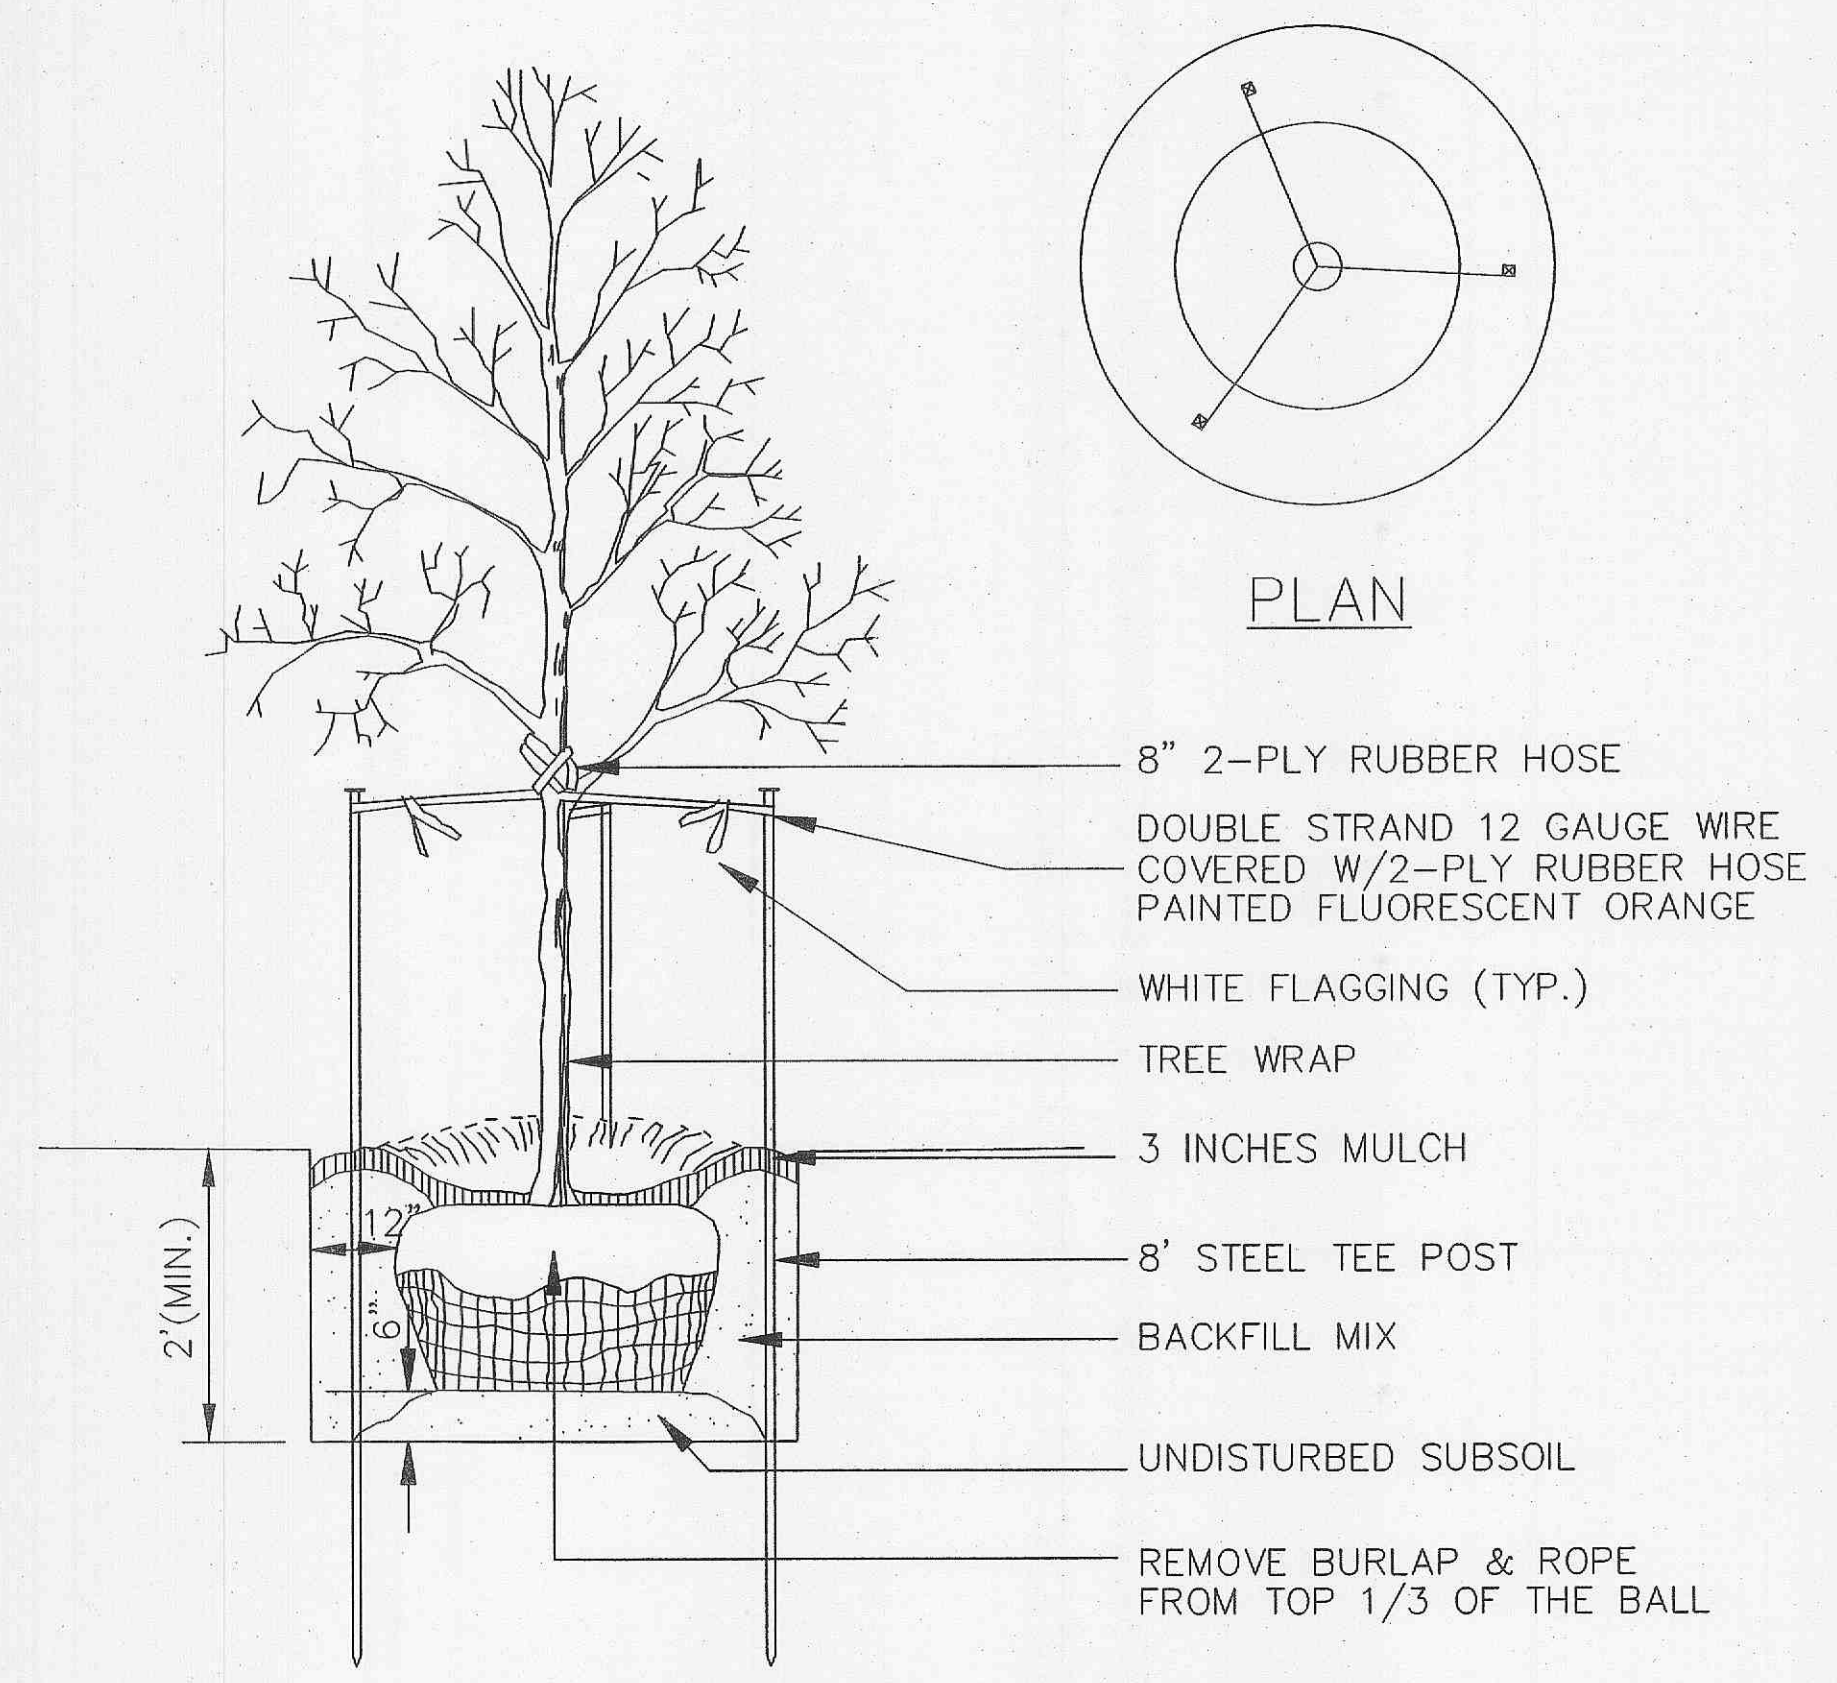 PLAN
8" 2-PLY RUBBER HOSE
DOUBLE STRAND 12 GAUGE WIRE
COVERED W/2-PLY RUBBER HOSE
PAINTED FLUORESCENT ORANGE
WHITE FLAGGING (TYP.)
TREE WRAP
3 INCHES MULCH
12"
2'(MIN.)
8' STEEL TEE POST
6"
BACKFILL MIX
UNDISTURBED SUBSOIL
REMOVE BURLAP & ROPE
FROM TOP 1/3 OF THE BALL